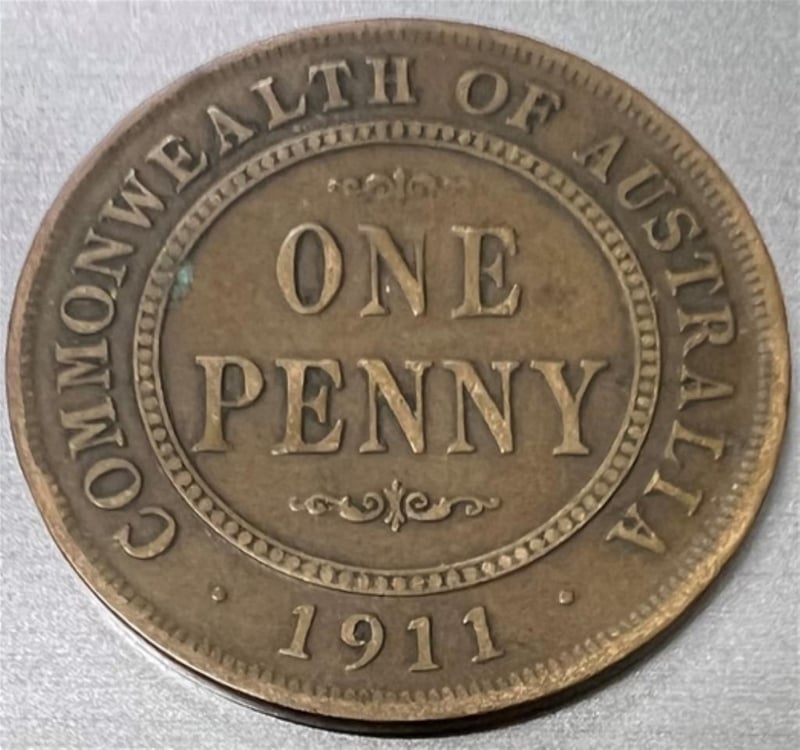 COMMONWEALTH OF AUSTRALIA
ONE
PENNY
· 1911 ·